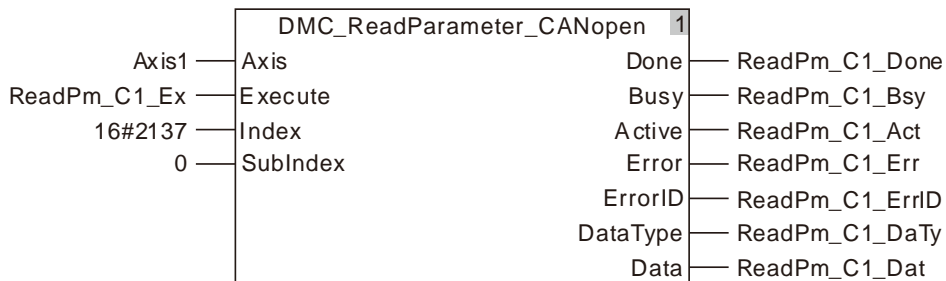 DMC_ReadParameter_CANopen 1
Axis1 Axis Done ReadPm_C1_Done
ReadPm_C1_Ex Execute Busy ReadPm_C1_Bsy
16#2137 Index Active ReadPm_C1_Act
0 SubIndex Error ReadPm_C1_Err
ErrorID ReadPm_C1_ErrID
DataType ReadPm_C1_DaTy
Data ReadPm_C1_Dat